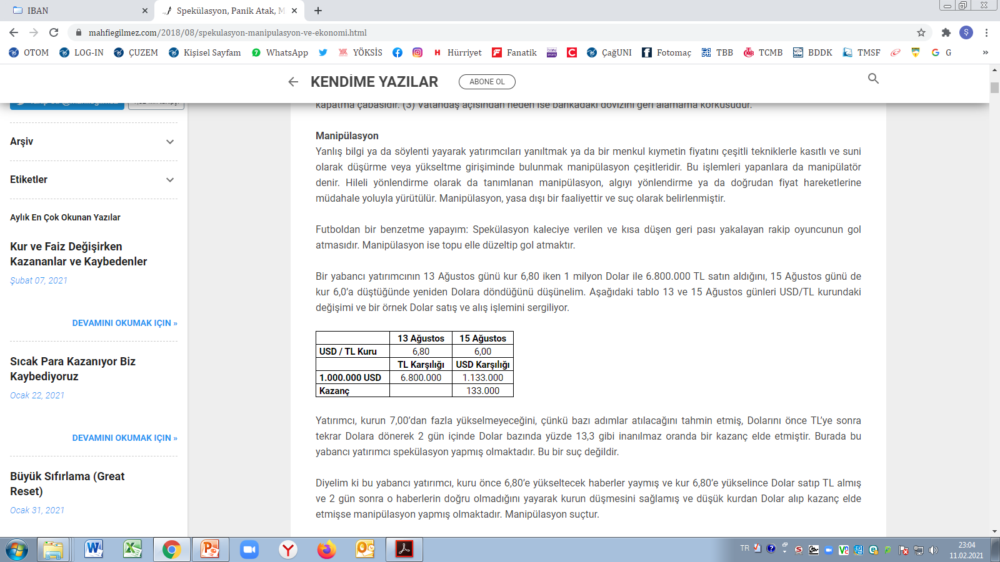 IBAN
Spekülasyon, Panik Atak, M
mahfiegilmez.com/2018/08/spekulasyon-manipulasyon-ve-ekonomi.html
Ş
OTOM LOG-IN ÇUZEM Kişisel Sayfam WhatsApp YÖKSİS Hürriyet Fanatik ÇağUNI Fotomaç TBB TCMB BDDK TMSF G »
KENDİME YAZILAR
ABONE OL
kapatma çabasıdır. (3) Vatandaş açısından neden ise bankadaki dövizini geri alamama korkusudur.
Arşiv
Etiketler
Aylık En Çok Okunan Yazılar
Kur ve Faiz Değişirken
Kazananlar ve Kaybedenler
Şubat 07, 2021
DEVAMINI OKUMAK IÇIN »
Sıcak Para Kazanıyor Biz
Kaybediyoruz
Ocak 22, 2021
DEVAMINI OKUMAK IÇIN »
Büyük Sıfırlama (Great
Reset)
Ocak 31, 2021
Manipülasyon
Yanlış bilgi ya da söylenti yayarak yatırımcıları yanıltmak ya da bir menkul kıymetin fiyatını çeşitli tekniklerle kasıtlı ve suni
olarak düşürme veya yükseltme girişiminde bulunmak manipülasyon çeşitleridir. Bu işlemleri yapanlara da manipülatör
denir. Hileli yönlendirme olarak da tanımlanan manipülasyon, algıyı yönlendirme ya da doğrudan fiyat hareketlerine
müdahale yoluyla yürütülür. Manipülasyon, yasa dışı bir faaliyettir ve suç olarak belirlenmiştir.
Futboldan bir benzetme yapayım: Spekülasyon kaleciye verilen ve kısa düşen geri pası yakalayan rakip oyuncunun gol
atmasıdır. Manipülasyon ise topu elle düzeltip gol atmaktır.
Bir yabancı yatırımcının 13 Ağustos günü kur 6,80 iken 1 milyon Dolar ile 6.800.000 TL satın aldığını, 15 Ağustos günü de
kur 6,0’a düştüğünde yeniden Dolara döndüğünü düşünelim. Aşağıdaki tablo 13 ve 15 Ağustos günleri USD/TL kurundaki
değişimi ve bir örnek Dolar satış ve alış işlemini sergiliyor.
13 Ağustos 15 Ağustos
USD / TL Kuru 6,80 6,00
TL Karşılığı USD Karşılığı
1.000.000 USD 6.800.000 1.133.000
Kazanç 133.000
Yatırımcı, kurun 7,00’dan fazla yükselmeyeceğini, çünkü bazı adımlar atılacağını tahmin etmiş, Dolarını önce TL’ye sonra
tekrar Dolara dönerek 2 gün içinde Dolar bazında yüzde 13,3 gibi inanılmaz oranda bir kazanç elde etmiştir. Burada bu
yabancı yatırımcı spekülasyon yapmış olmaktadır. Bu bir suç değildir.
Diyelim ki bu yabancı yatırımcı, kuru önce 6,80’e yükseltecek haberler yaymış ve kur 6,80’e yükselince Dolar satıp TL almış
ve 2 gün sonra o haberlerin doğru olmadığını yayarak kurun düşmesini sağlamış ve düşük kurdan Dolar alıp kazanç elde
etmişse manipülasyon yapmış olmaktadır. Manipülasyon suçtur.
TR
23:04
11.02.2021